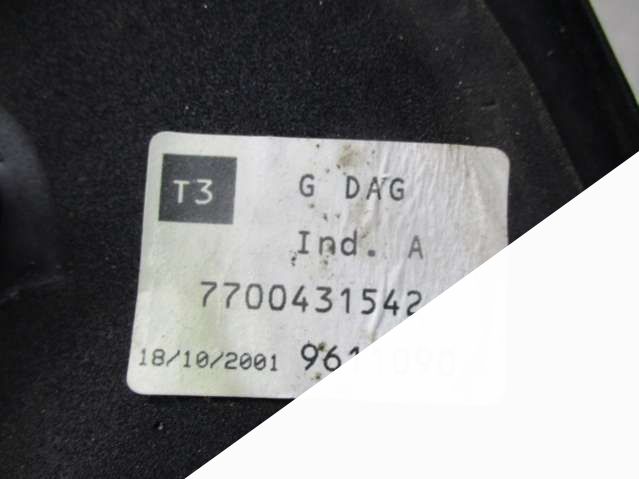 T3
G DAG
Ind. A
7700431542
18/10/2001